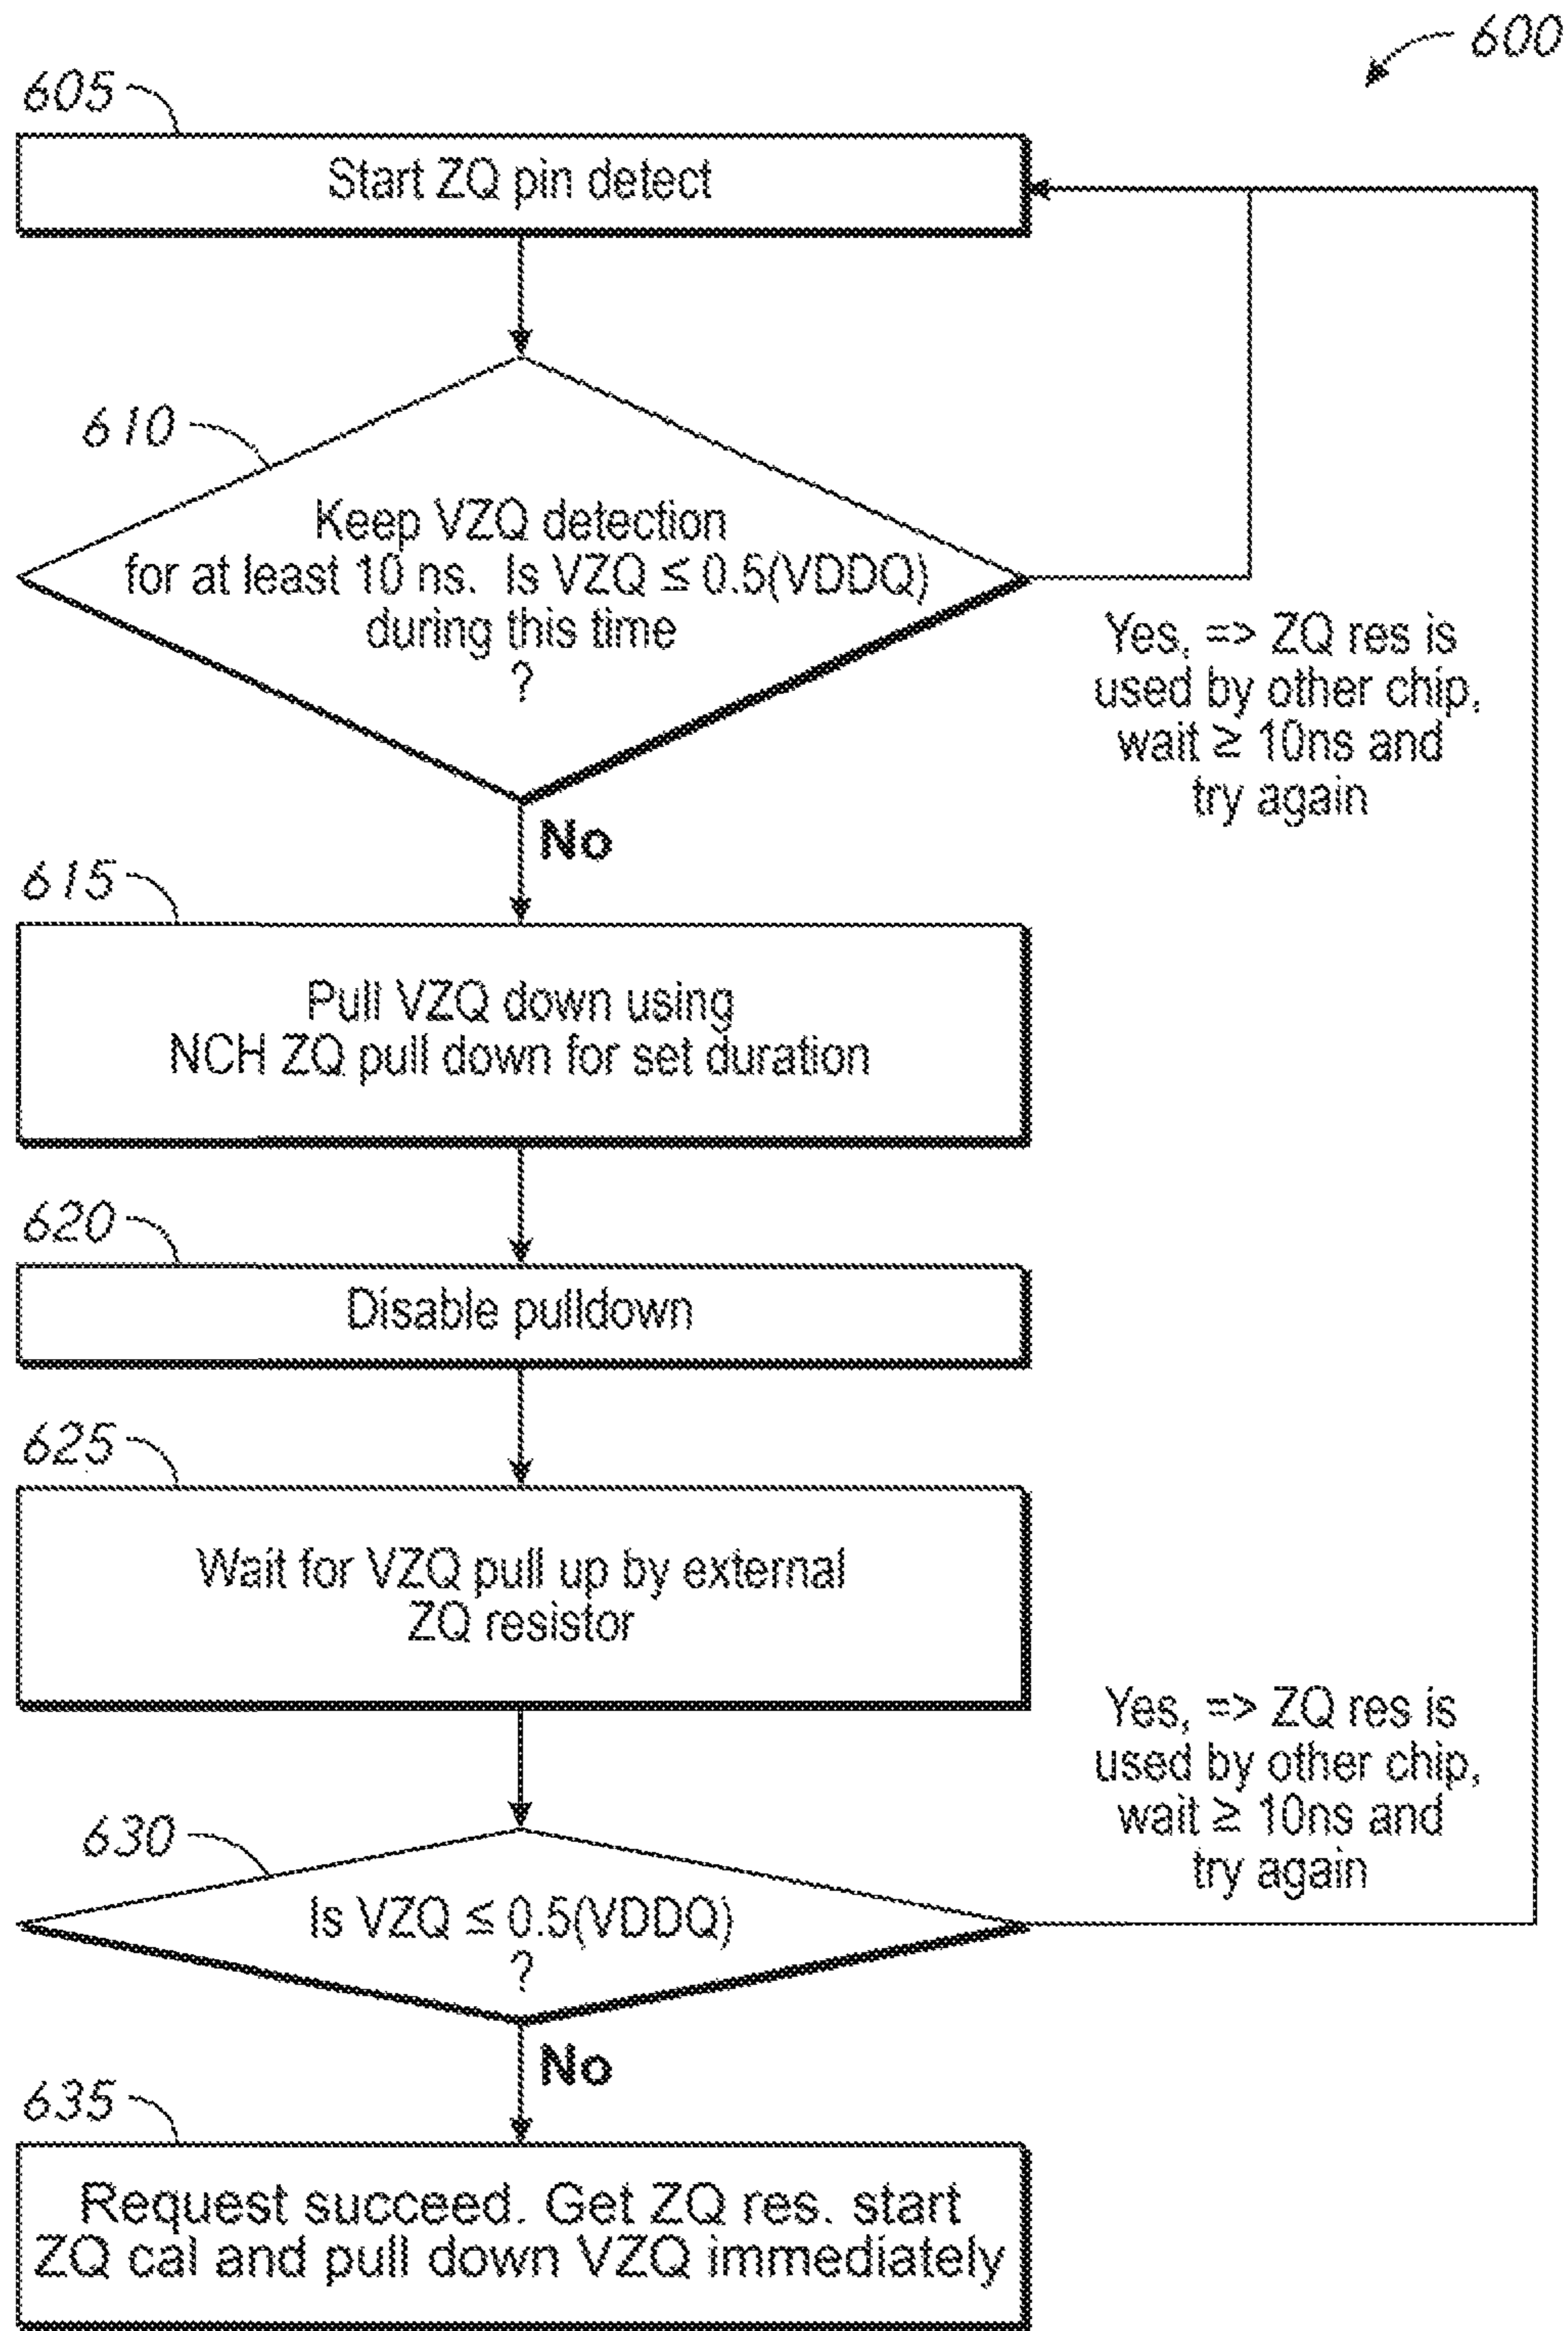 600
605
Start ZQ pin detect
610
Keep VZQ detection
for at least 10 ns. Is VZQ ≤ 0.5(VDDQ)
during this time
?
Yes, => ZQ res is
used by other chip,
wait ≥ 10ns and
try again
No
615
Pull VZQ down using
NCH ZQ pull down for set duration
620
Disable pulldown
625
Wait for VZQ pull up by external
ZQ resistor
630
Is VZQ ≤ 0.5(VDDQ)
?
Yes, => ZQ res is
used by other chip,
wait ≥ 10ns and
try again
No
635
Request succeed. Get ZQ res. start
ZQ cal and pull down VZQ immediately